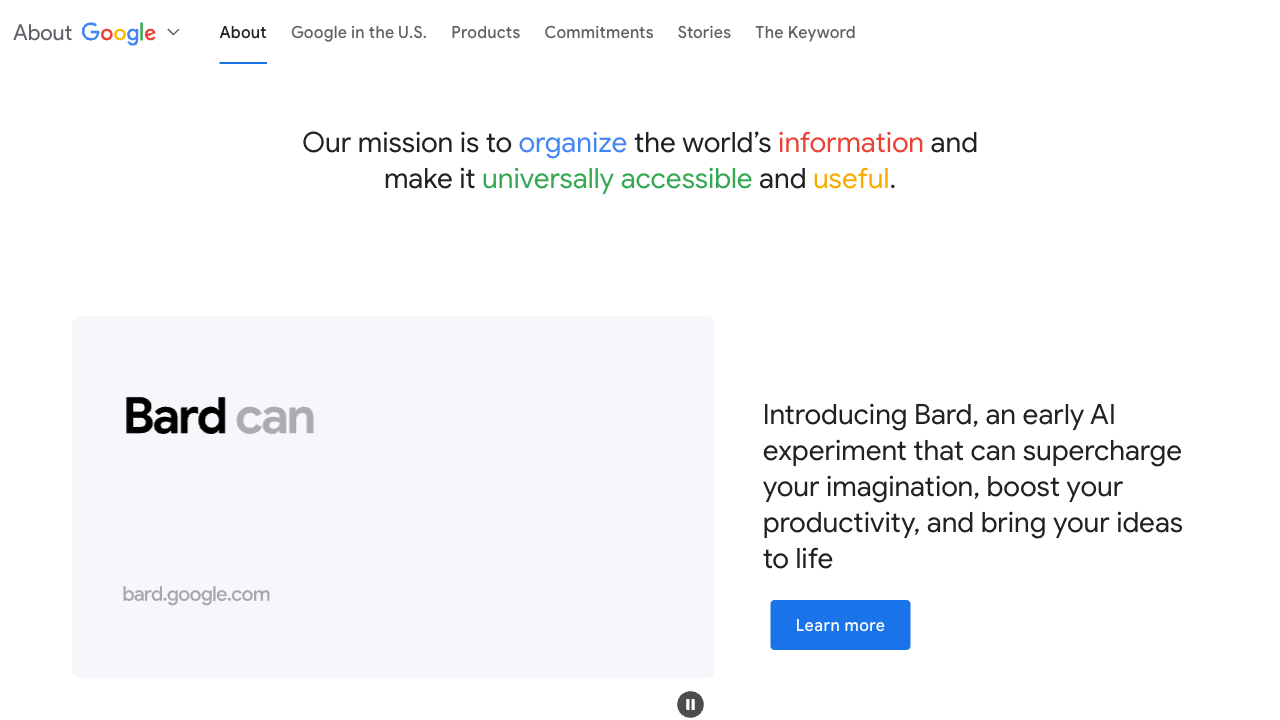 About Google
About
Google in the U.S.
Products
Commitments
Stories
The Keyword
Our mission is to organize the world’s information and
make it universally accessible and useful.
Bard can
bard.google.com
Introducing Bard, an early AI
experiment that can supercharge
your imagination, boost your
productivity, and bring your ideas
to life
Learn more